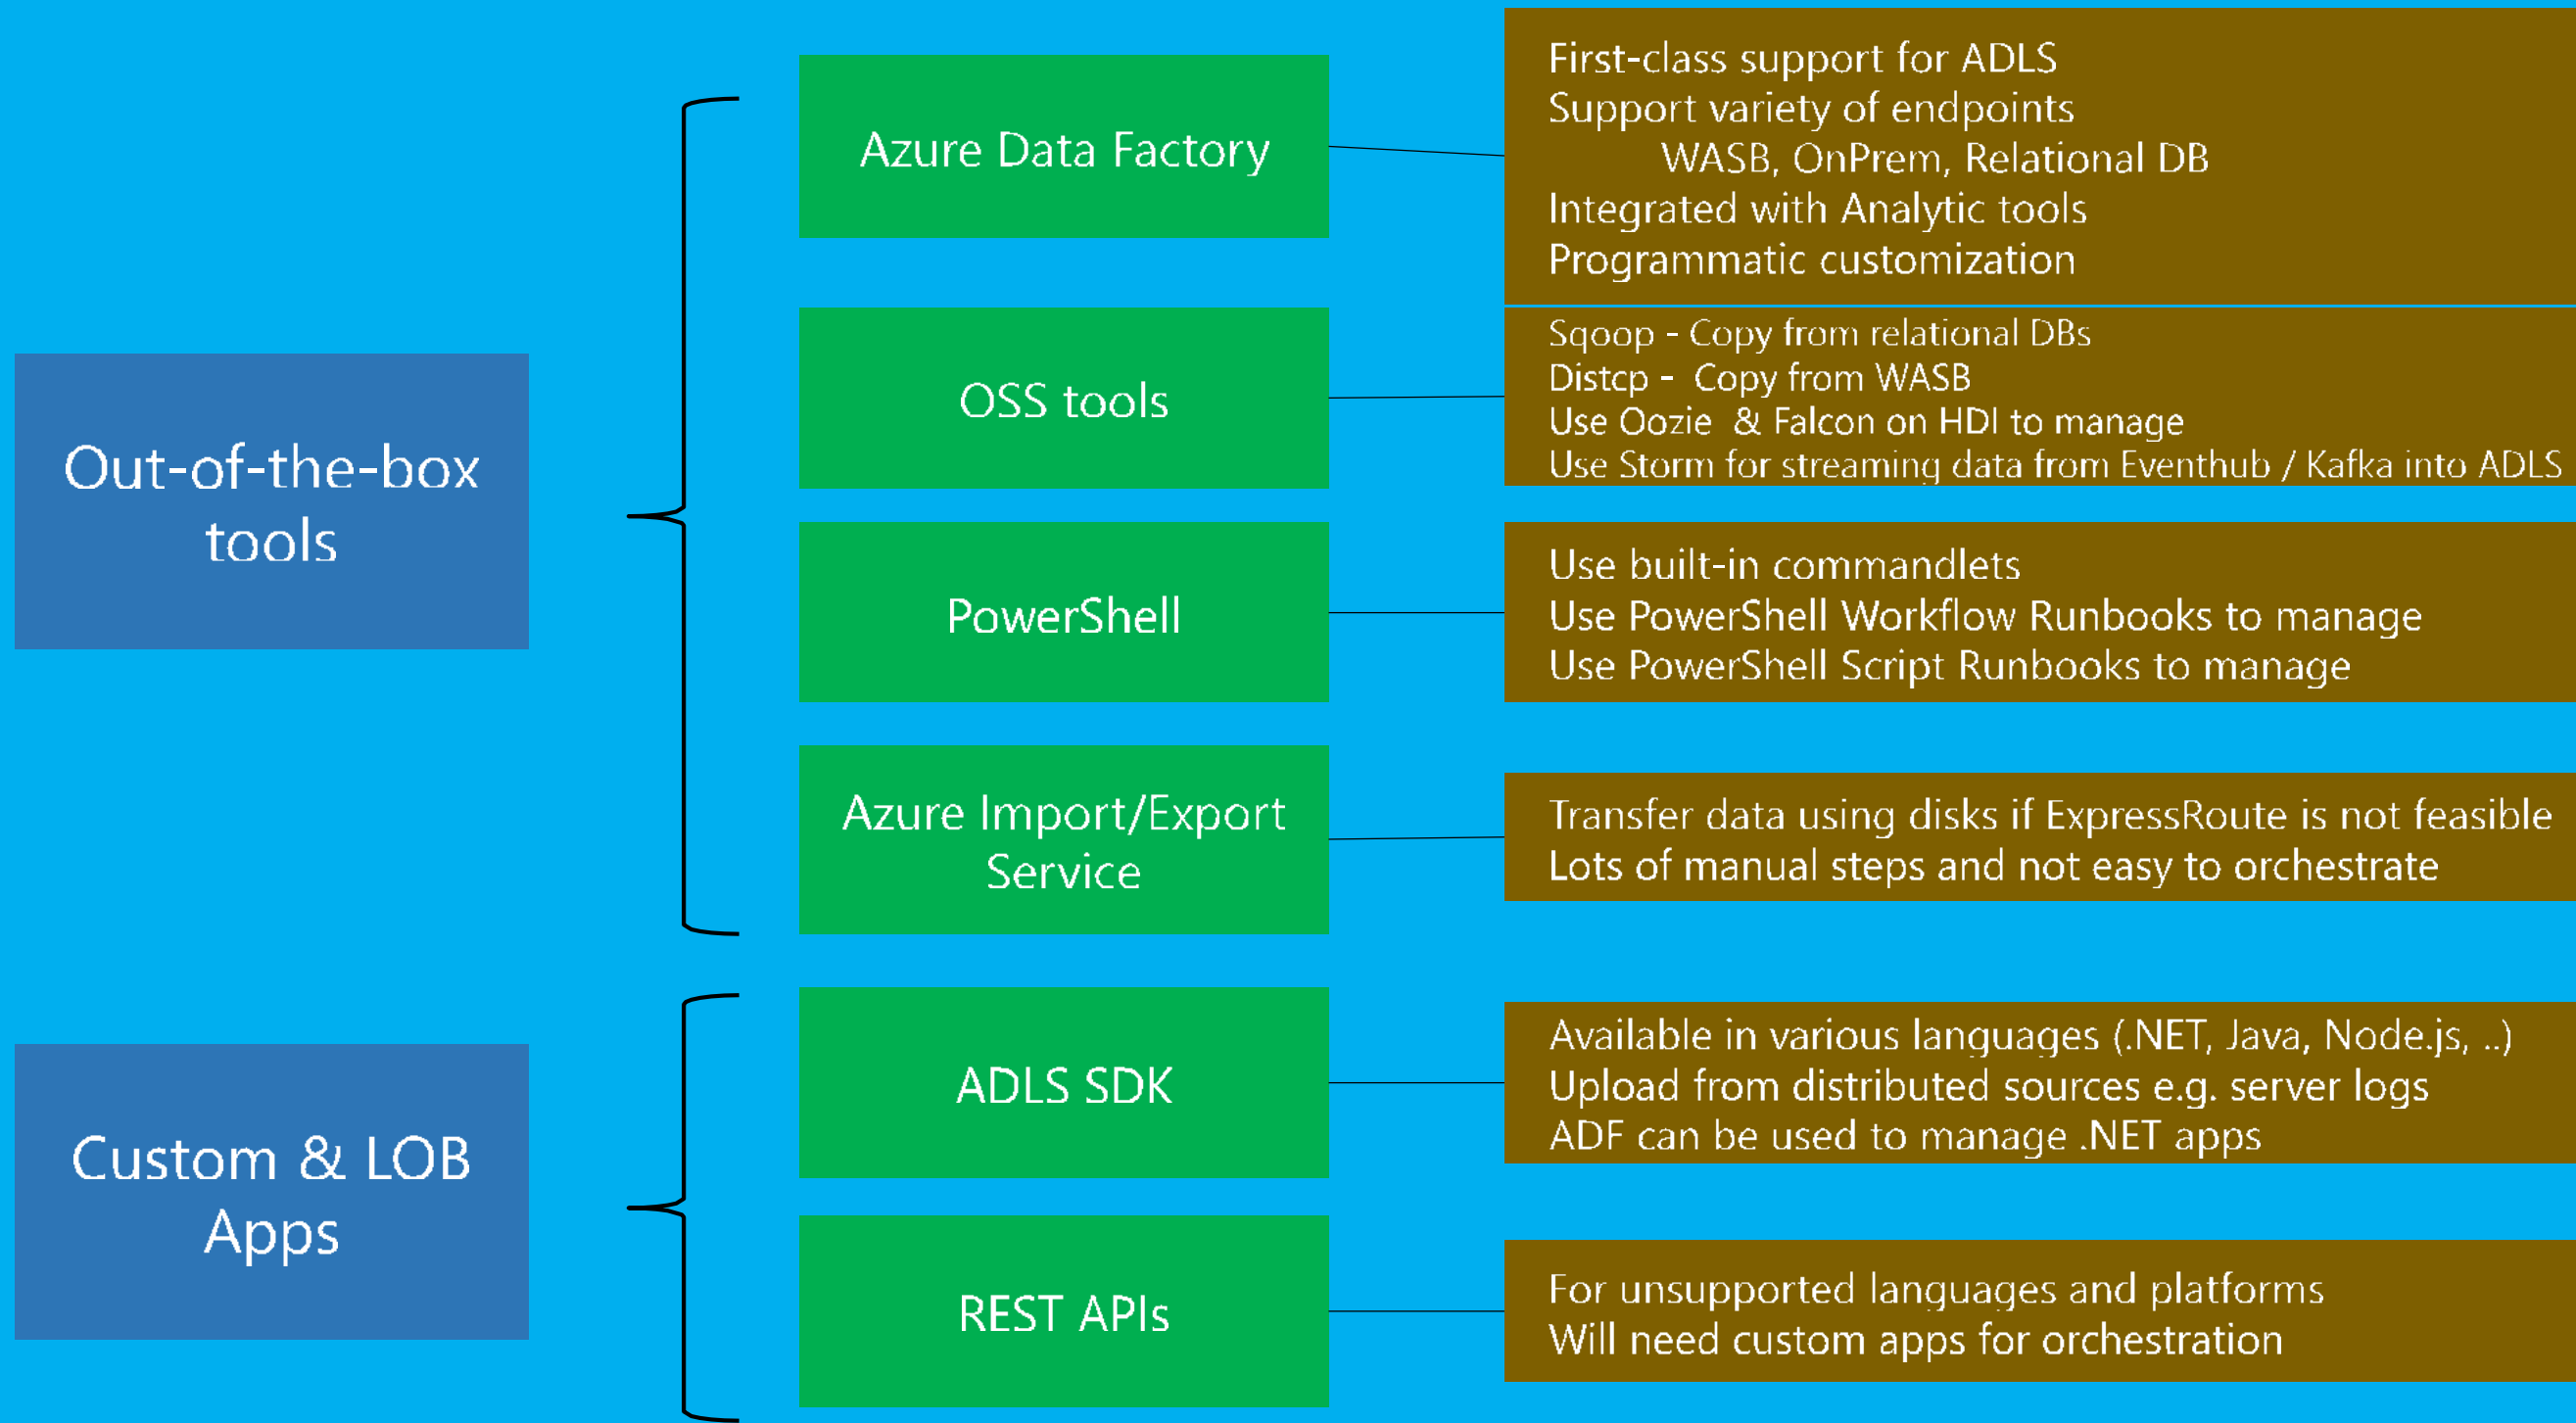 Out-of-the-box
tools
Azure Data Factory
First-class support for ADLS
Support variety of endpoints
WASB, OnPrem, Relational DB
Integrated with Analytic tools
Programmatic customization
OSS tools
Sqoop - Copy from relational DBs
Distcp -  Copy from WASB
Use Oozie  & Falcon on HDI to manage
Use Storm for streaming data from Eventhub / Kafka into ADLS
PowerShell
Use built-in commandlets
Use PowerShell Workflow Runbooks to manage
Use PowerShell Script Runbooks to manage
Azure Import/Export
Service
Transfer data using disks if ExpressRoute is not feasible
Lots of manual steps and not easy to orchestrate
Custom & LOB
Apps
ADLS SDK
Available in various languages (.NET, Java, Node.js, ..)
Upload from distributed sources e.g. server logs
ADF can be used to manage .NET apps
REST APIs
For unsupported languages and platforms
Will need custom apps for orchestration